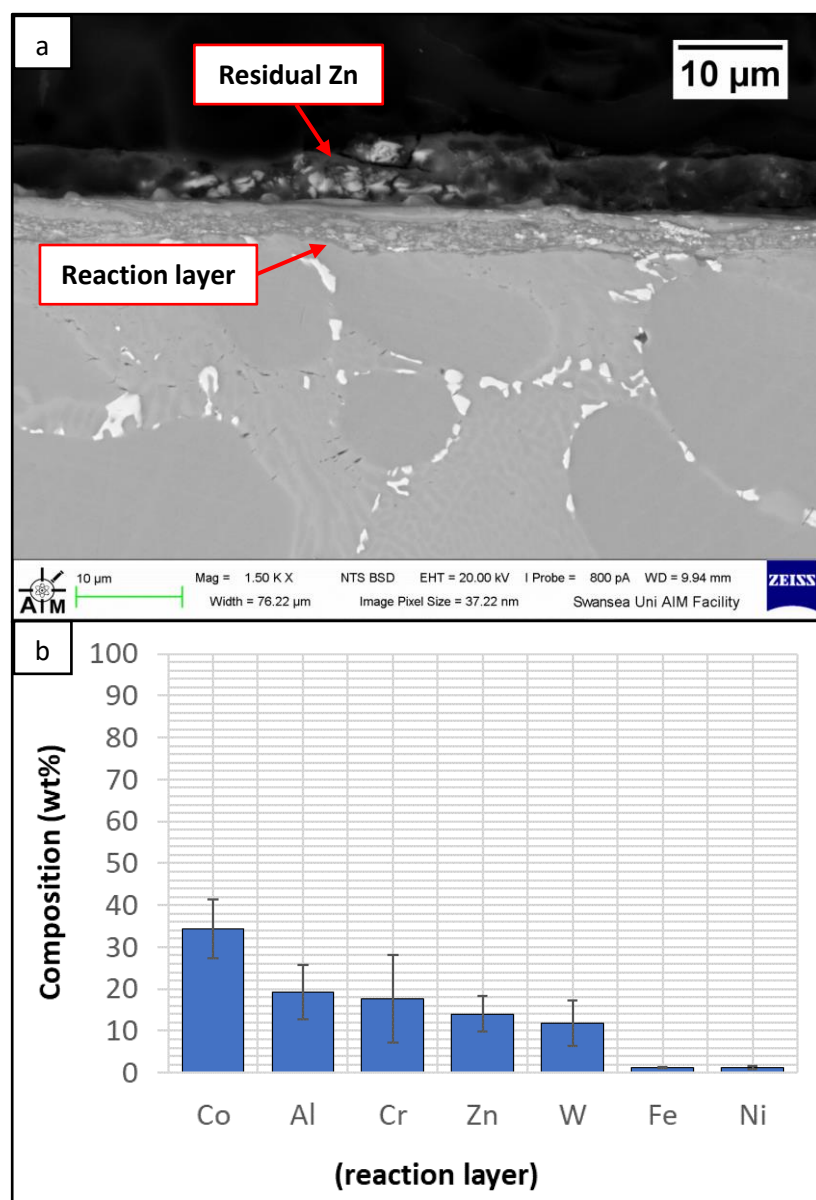 a
Residual Zn
10 µm
Reaction layer
10 µm
Mag = 1.50 K X
NTS BSD
EHT = 20.00 kV
I Probe = 800 pA
WD = 9.94 mm
Width = 76.22 µm
Image Pixel Size = 37.22 nm
Swansea Uni AIM Facility
AIM
ZEISS
b
Composition (wt%)
100
90
80
70
60
50
40
30
20
10
0
Co Al Cr Zn W Fe Ni
(reaction layer)